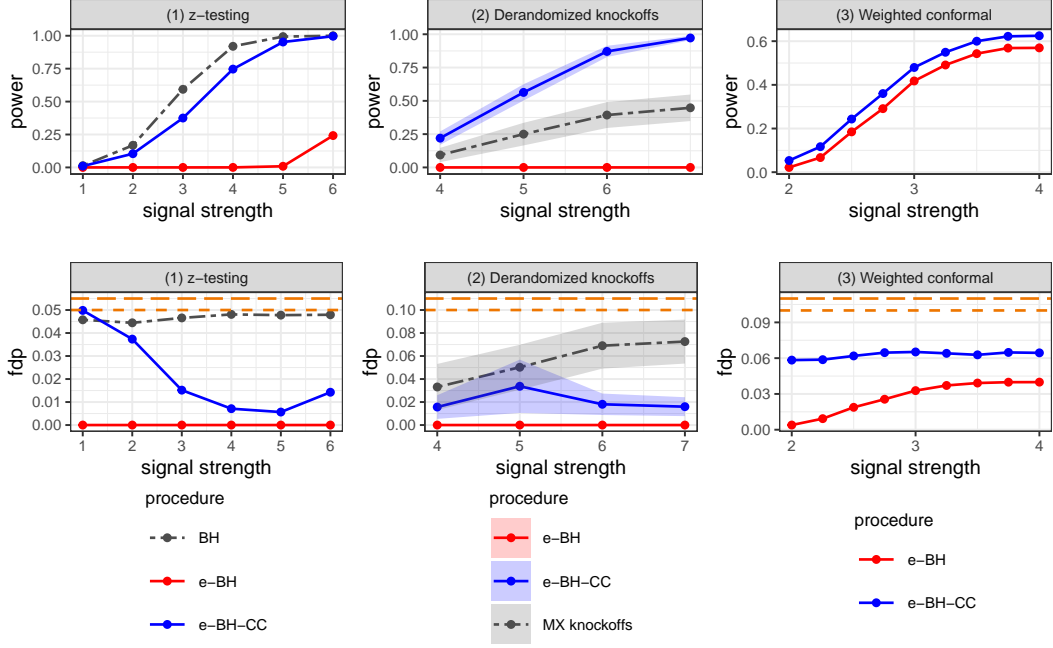 (1) z−testing
(2) Derandomized knockoffs
(3) Weighted conformal
power
1.00
0.75
0.50
0.25
0.00
1 2 3 4 5 6
signal strength
power
1.00
0.75
0.50
0.25
0.00
4 5 6
signal strength
power
0.6
0.4
0.2
0.0
2 3 4
signal strength
(1) z−testing
(2) Derandomized knockoffs
(3) Weighted conformal
fdp
0.05
0.04
0.03
0.02
0.01
0.00
1 2 3 4 5 6
signal strength
fdp
0.10
0.08
0.06
0.04
0.02
0.00
4 5 6 7
signal strength
fdp
0.09
0.06
0.03
0.00
2 3 4
signal strength
procedure
BH
e−BH
e−BH−CC
procedure
e−BH
e−BH−CC
MX knockoffs
procedure
e−BH
e−BH−CC